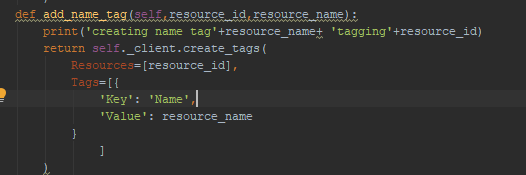 def add_name_tag(self,resource_id,resource_name):
    print('creating name tag'+resource_name+ 'tagging'+resource_id)
    return self._client.create_tags(
        Resources=[resource_id],
        Tags=[{
            'Key': 'Name',
            'Value': resource_name
        }
            ]
    )